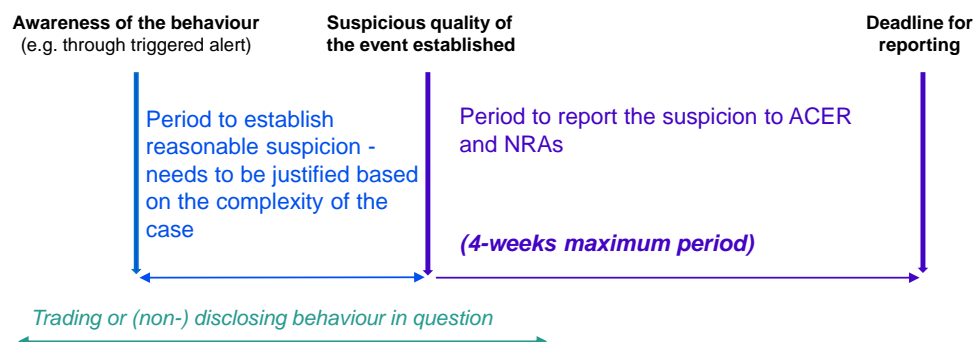 Awareness of the behaviour
(e.g. through triggered alert)
Suspicious quality of
the event established
Deadline for
reporting
Period to establish
reasonable suspicion -
needs to be justified based
on the complexity of the
case
Period to report the suspicion to ACER
and NRAs
(4-weeks maximum period)
Trading or (non-) disclosing behaviour in question